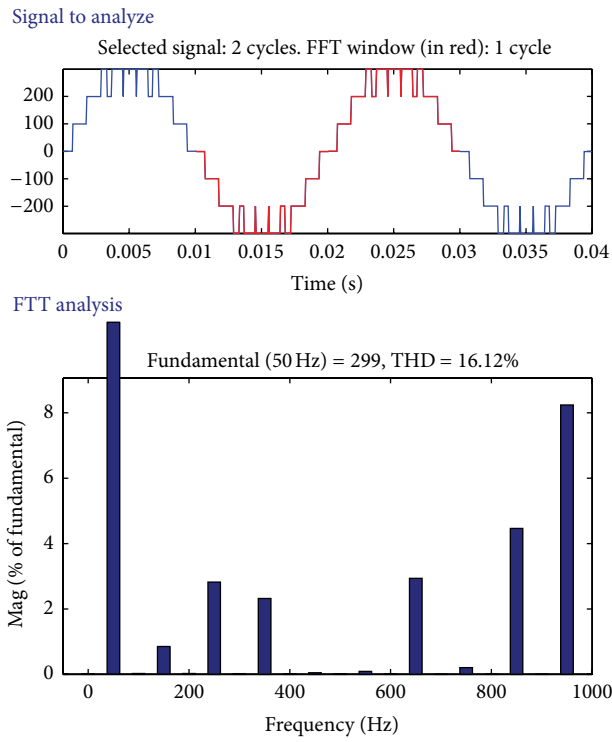 Signal to analyze
Selected signal: 2 cycles. FFT window (in red): 1 cycle
200
100
0
−100
−200
0 0.005 0.01 0.015 0.02 0.025 0.03 0.035 0.04
Time (s)
FTT analysis
Fundamental (50 Hz) = 299, THD = 16.12%
Mag (% of fundamental)
8
6
4
2
0
0 200 400 600 800 1000
Frequency (Hz)